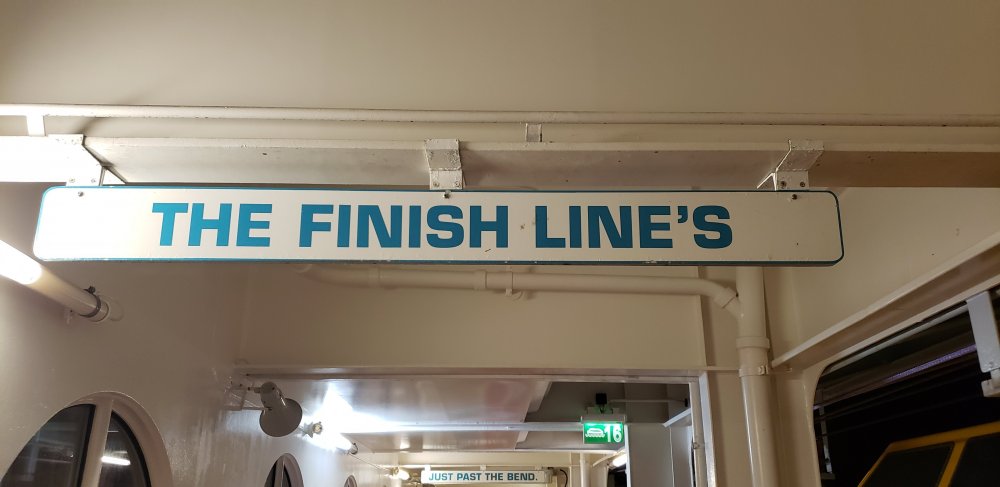 THE FINISH LINE'S
16
JUST PAST THE BEND.